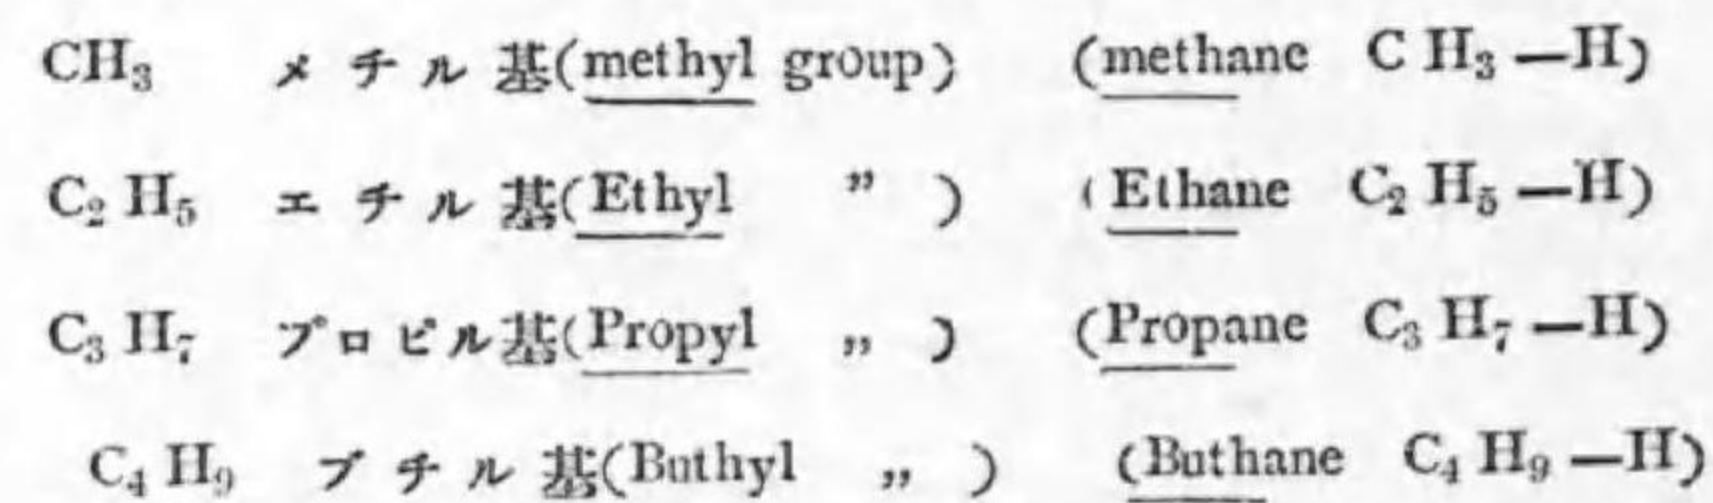 CH₃ メチル基(methyl group) (methane CH₃—H)
C₂H₅ エチル基(Ethyl 〃 ) (Ethane C₂H₅—H)
C₃H₇ プロピル基(Propyl 〃 ) (Propane C₃H₇—H)
C₄H₉ ブチル基(Buthyl 〃 ) (Buthane C₄H₉—H)